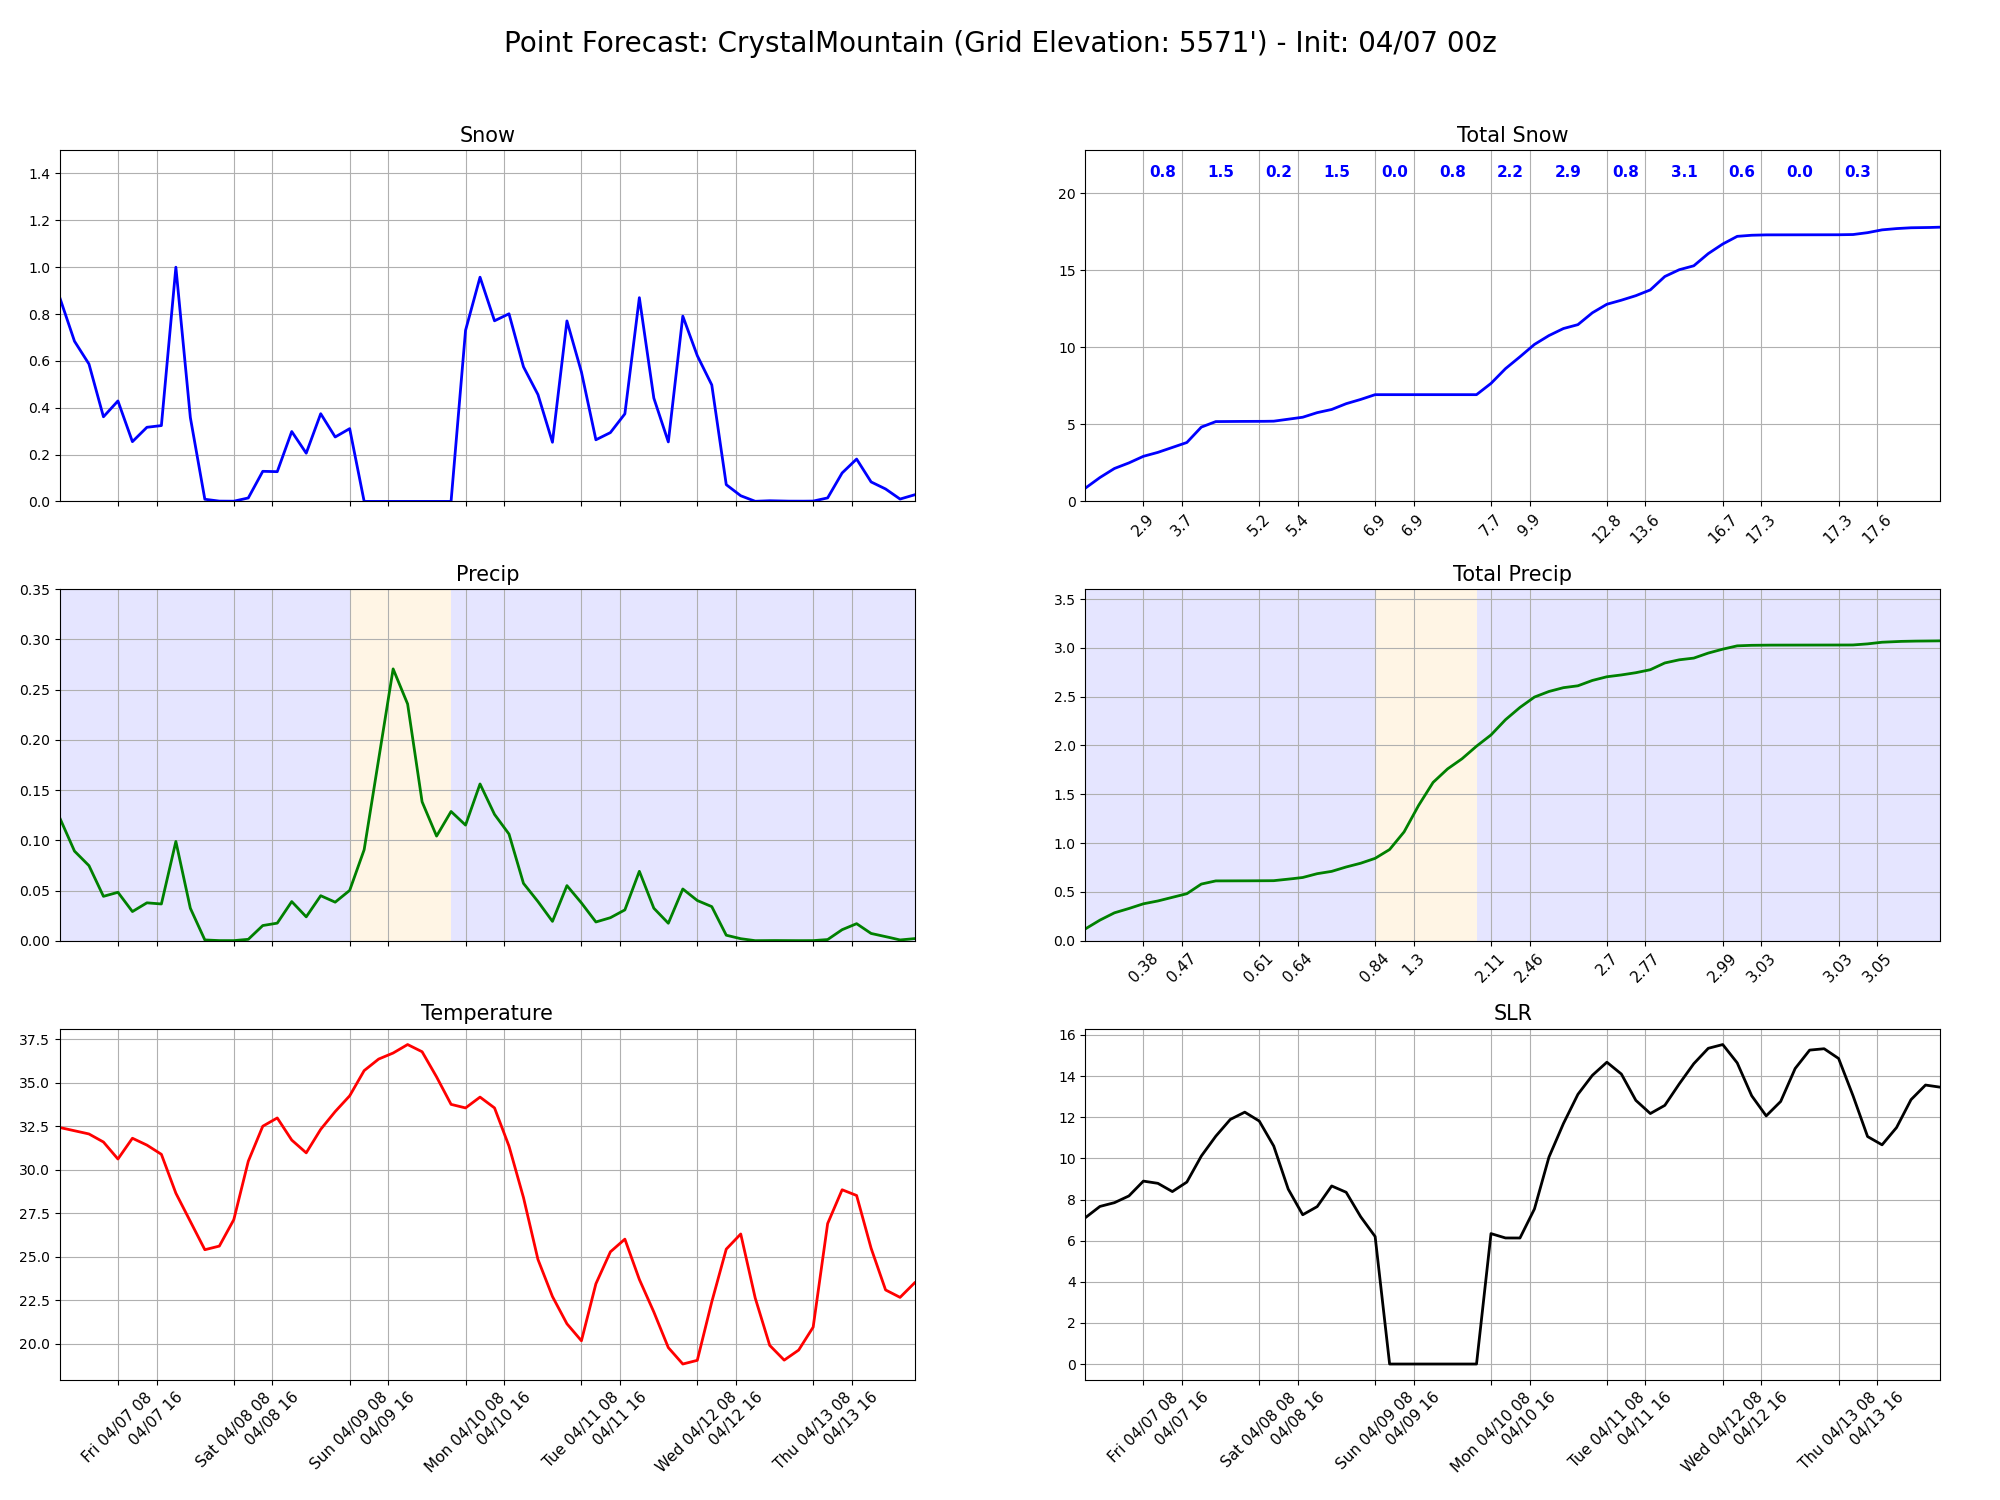 Point Forecast: CrystalMountain (Grid Elevation: 5571') - Init: 04/07 00z
Snow
1.4
1.2
1.0
0.8
0.6
0.4
0.2
0.0
Total Snow
0.8 1.5 0.2 1.5 0.0 0.8 2.2 2.9 0.8 3.1 0.6 0.0 0.3
20
15
10
5
0
2.9 3.7 5.2 5.4 6.9 6.9 7.7 9.9 12.8 13.6 16.7 17.3 17.3 17.6
Precip
0.35
0.30
0.25
0.20
0.15
0.10
0.05
0.00
Total Precip
3.5
3.0
2.5
2.0
1.5
1.0
0.5
0.0
0.38 0.47 0.61 0.64 0.84 1.3 2.11 2.46 2.7 2.77 2.99 3.03 3.03 3.05
Temperature
37.5
35.0
32.5
30.0
27.5
25.0
22.5
20.0
Fri 04/07 08
04/07 16
Sat 04/08 08
04/08 16
Sun 04/09 08
04/09 16
Mon 04/10 08
04/10 16
Tue 04/11 08
04/11 16
Wed 04/12 08
04/12 16
Thu 04/13 08
04/13 16
SLR
16
14
12
10
8
6
4
2
0
Fri 04/07 08
04/07 16
Sat 04/08 08
04/08 16
Sun 04/09 08
04/09 16
Mon 04/10 08
04/10 16
Tue 04/11 08
04/11 16
Wed 04/12 08
04/12 16
Thu 04/13 08
04/13 16